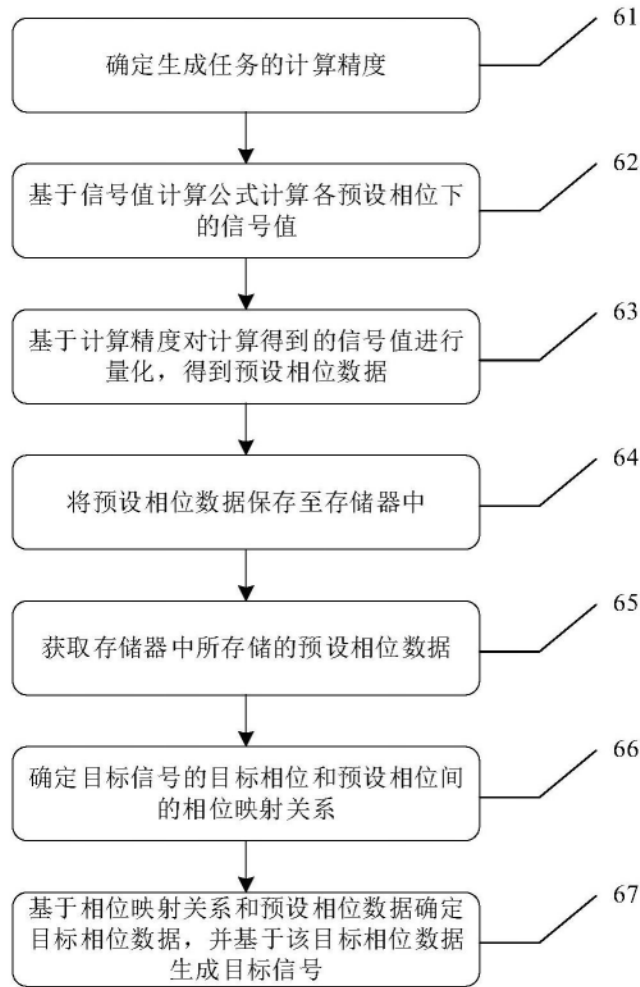 61
确定生成任务的计算精度
62
基于信号值计算公式计算各预设相位下
的信号值
63
基于计算精度对计算得到的信号值进行
量化，得到预设相位数据
64
将预设相位数据保存至存储器中
65
获取存储器中所存储的预设相位数据
66
确定目标信号的目标相位和预设相位间
的相位映射关系
67
基于相位映射关系和预设相位数据确定
目标相位数据，并基于该目标相位数据
生成目标信号